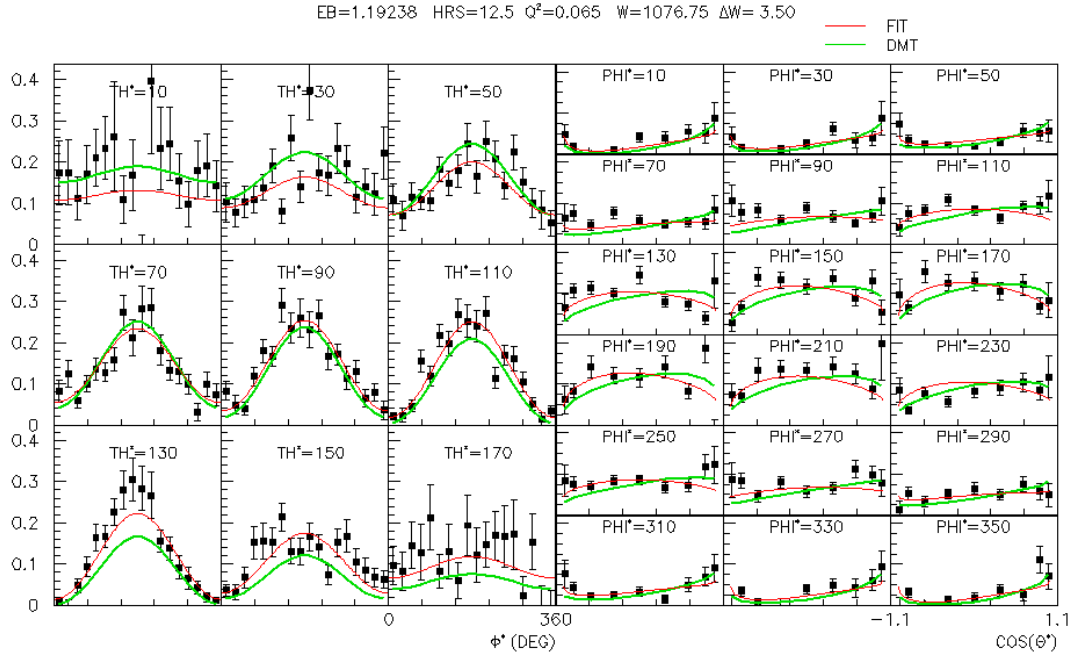 EB=1.19238 HRS=12.5 Q²=0.065 W=1076.75 ΔW= 3.50
FIT
DMT
0.4
0.3
0.2
0.1
0
TH*=10
TH*=30
TH*=50
PHI*=10
PHI*=30
PHI*=50
PHI*=70
PHI*=90
PHI*=110
0.4
0.3
0.2
0.1
0
TH*=70
TH*=90
TH*=110
PHI*=130
PHI*=150
PHI*=170
PHI*=190
PHI*=210
PHI*=230
0.4
0.3
0.2
0.1
0
TH*=130
TH*=150
TH*=170
PHI*=250
PHI*=270
PHI*=290
PHI*=310
PHI*=330
PHI*=350
0 360
-1.1 1.1
Φ* (DEG)
COS(θ*)